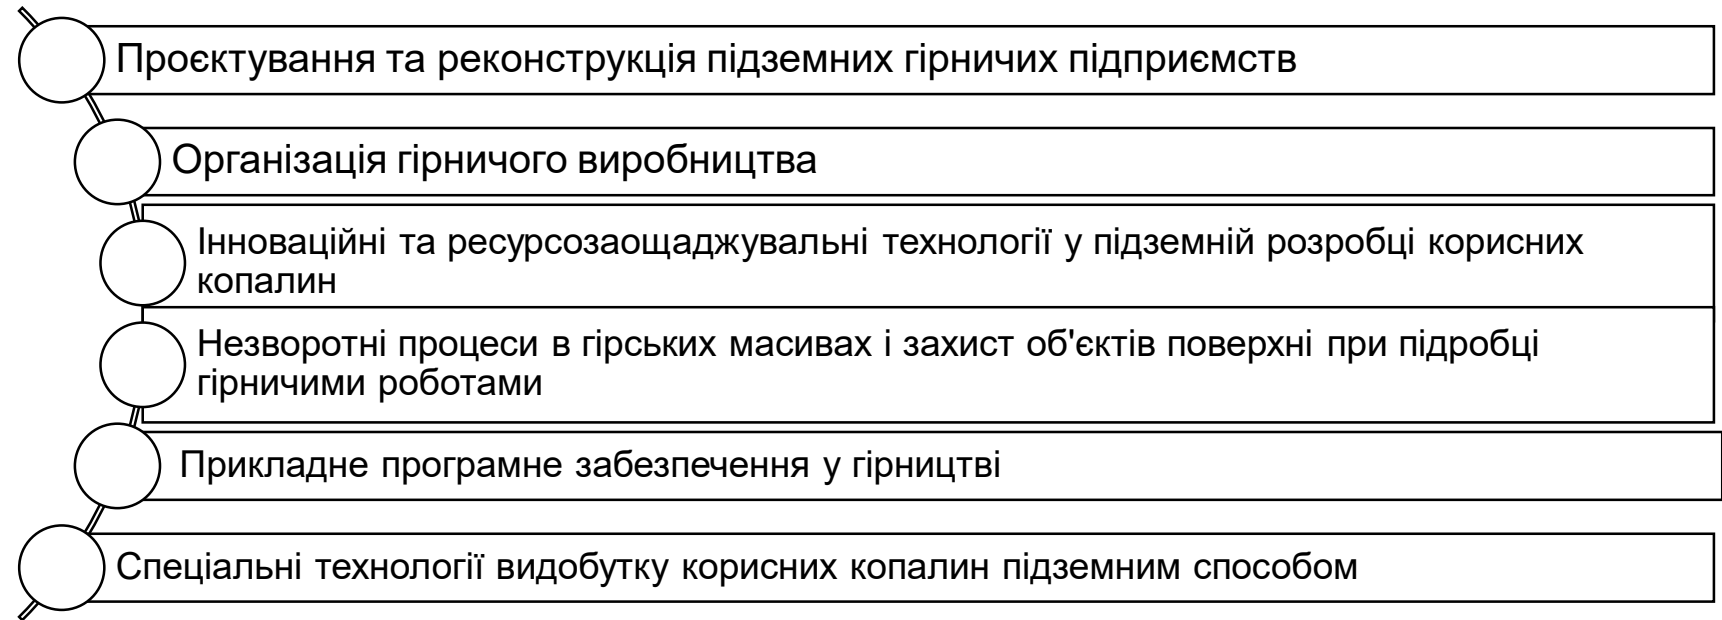 Проєктування та реконструкція підземних гірничих підприємств
Організація гірничого виробництва
Інноваційні та ресурсозаощаджувальні технології у підземній розробці корисних
копалин
Незворотні процеси в гірських масивах і захист об'єктів поверхні при підробці
гірничими роботами
Прикладне програмне забезпечення у гірництві
Спеціальні технології видобутку корисних копалин підземним способом